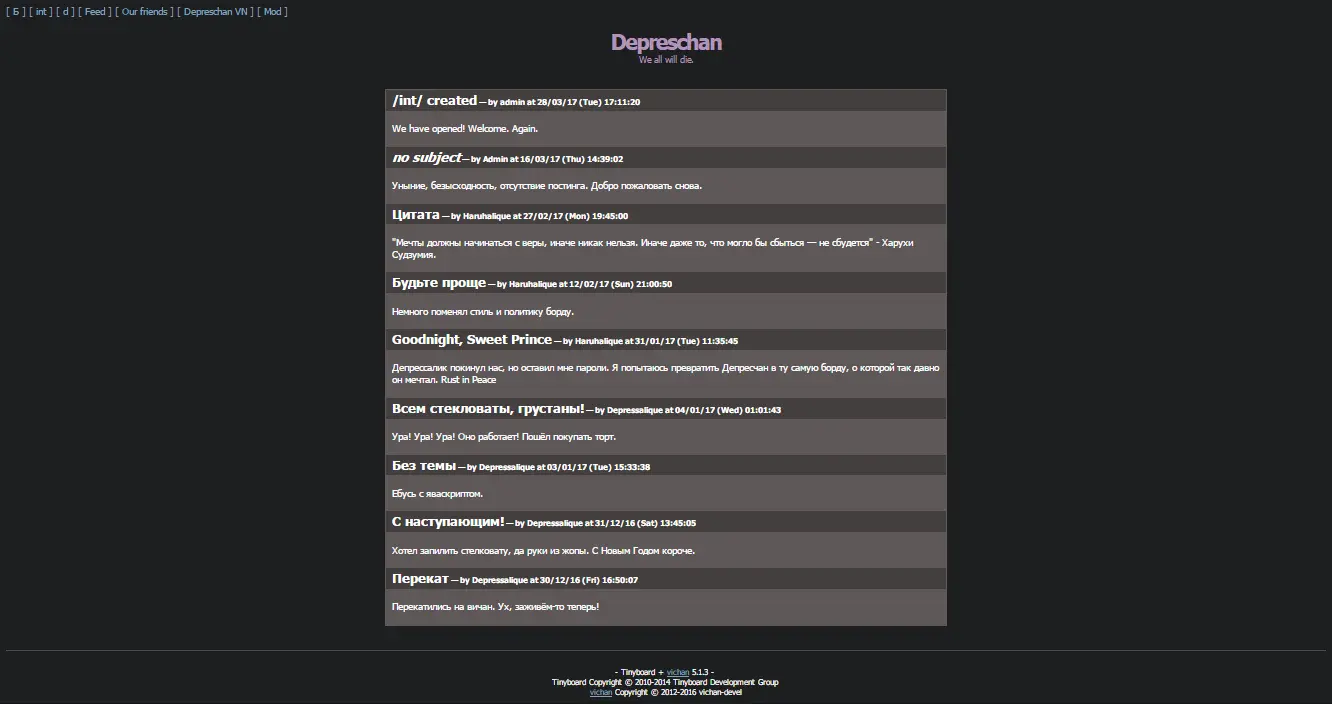 [ Б ] [ int ] [ d ] [ Feed ] [ Our friends ] [ Depreschan VN ] [ Mod ]
Depreschan
We all will die.
/int/ created — by admin at 28/03/17 (Tue) 17:11:20
We have opened! Welcome. Again.
no subject — by Admin at 16/03/17 (Thu) 14:39:02
Уныние, безысходность, отсутствие постинга. Добро пожаловать снова.
Цитата — by Haruhalique at 27/02/17 (Mon) 19:45:00
"Мечты должны начинаться с веры, иначе никак нельзя. Иначе даже то, что могло бы сбыться — не сбудется" - Харухи
Судзумия.
Будьте проще — by Haruhalique at 12/02/17 (Sun) 21:00:50
Немного поменял стиль и политику борду.
Goodnight, Sweet Prince — by Haruhalique at 31/01/17 (Tue) 11:35:45
Депрессалик покинул нас, но оставил мне пароли. Я попытаюсь превратить Депресчан в ту самую борду, о которой так давно
он мечтал. Rust in Peace
Всем стекловаты, грустаны! — by Depressalique at 04/01/17 (Wed) 01:01:43
Ура! Ура! Ура! Оно работает! Пошёл покупать торт.
Без темы — by Depressalique at 03/01/17 (Tue) 15:33:38
Ебусь с яваскриптом.
С наступающим! — by Depressalique at 31/12/16 (Sat) 13:45:05
Хотел запилить стелковату, да руки из жопы. С Новым Годом короче.
Перекат — by Depressalique at 30/12/16 (Fri) 16:50:07
Перекатились на вичан. Ух, заживём-то теперь!
- Tinyboard + vichan 5.1.3 -
Tinyboard Copyright © 2010-2014 Tinyboard Development Group
vichan Copyright © 2012-2016 vichan-devel